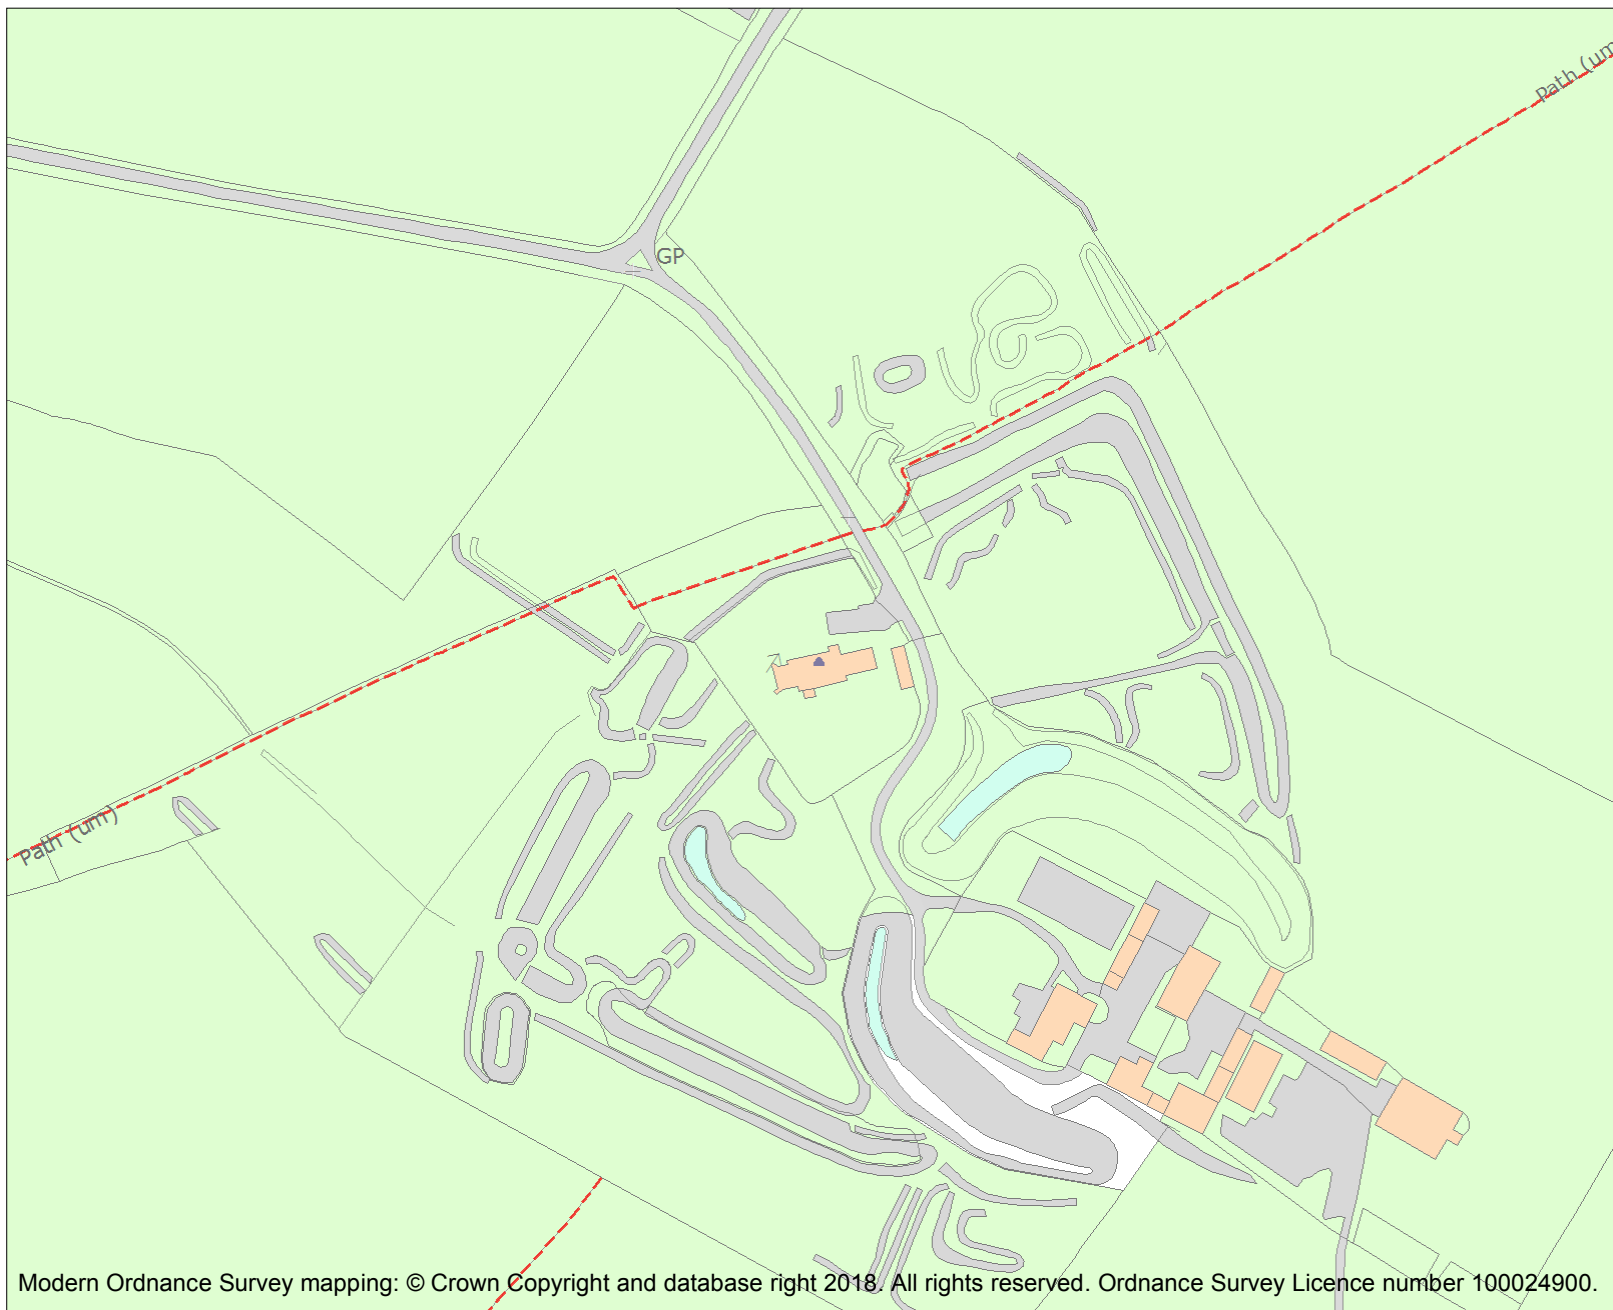 Path (um
GP
Path (um)
Modern Ordnance Survey mapping: © Crown Copyright and database right 2018. All rights reserved. Ordnance Survey Licence number 100024900.